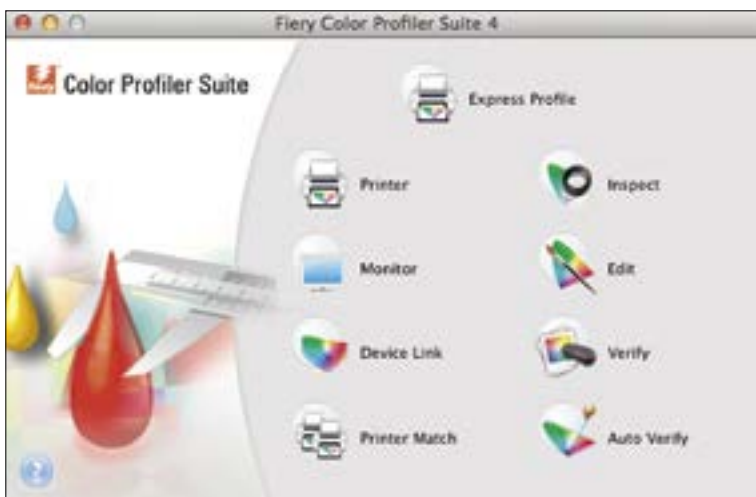 Fiery Color Profiler Suite 4
Color Profiler Suite
Express Profile
Printer
Inspect
Monitor
Edit
Device Link
Verify
Printer Match
Auto Verify